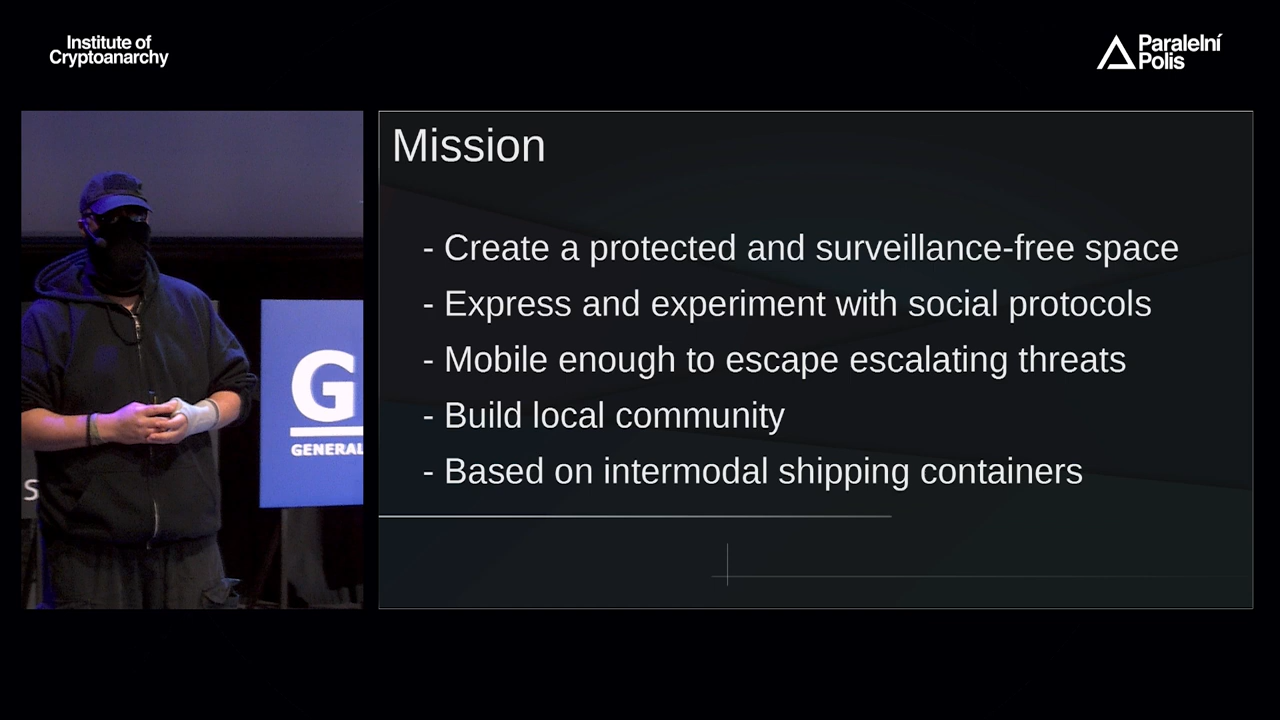 Institute of
Cryptoanarchy
Paralelní
Polis
Mission
- Create a protected and surveillance-free space
- Express and experiment with social protocols
- Mobile enough to escape escalating threats
- Build local community
- Based on intermodal shipping containers
G
GENERAL
S